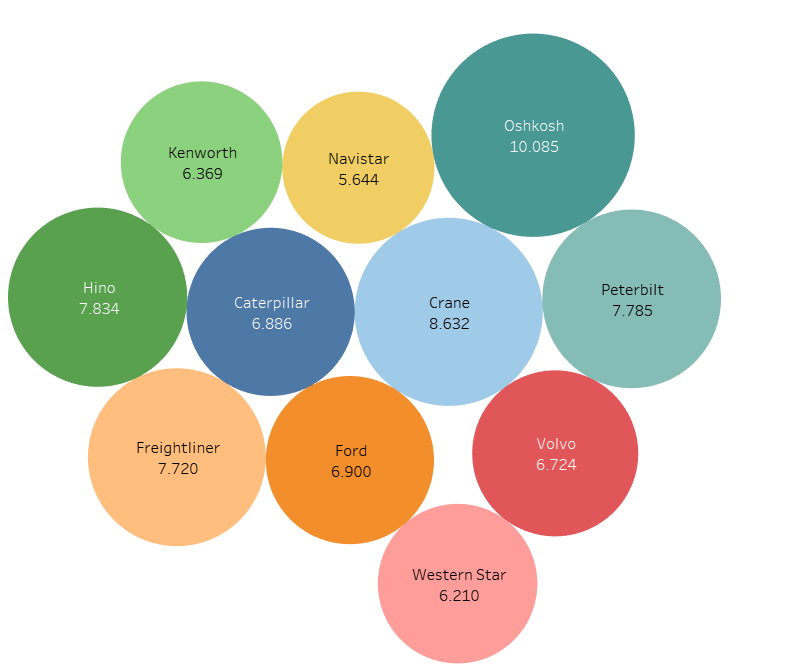 Oshkosh
10.085
Kenworth
6.369
Navistar
5.644
Hino
7.834
Caterpillar
6.886
Crane
8.632
Peterbilt
7.785
Freightliner
7.720
Ford
6.900
Volvo
6.724
Western Star
6.210